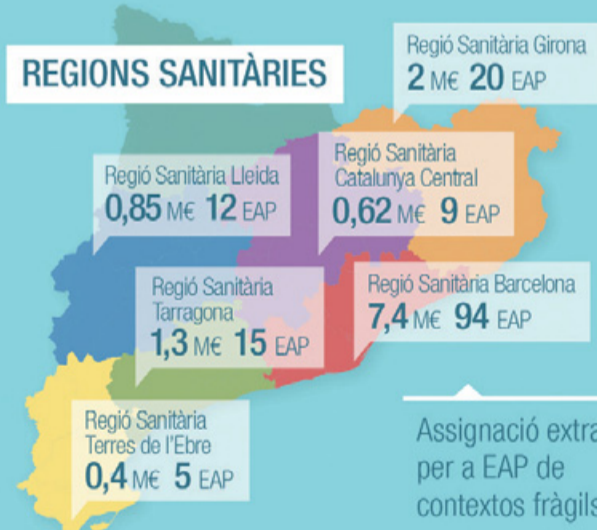 REGIONS SANITÀRIES
Regió Sanitària Girona
2 M€ 20 EAP
Regió Sanitària
Catalunya Central
0,62 M€ 9 EAP
Regió Sanitària Lleida
0,85 M€ 12 EAP
Regió Sanitària Barcelona
7,4 M€ 94 EAP
Regió Sanitària
Tarragona
1,3 M€ 15 EAP
Regió Sanitària
Terres de l'Ebre
0,4 M€ 5 EAP
Assignació extra
per a EAP de
contextos fràgils